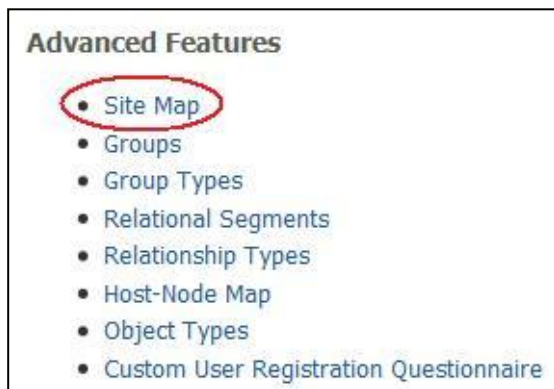 Advanced Features
• Site Map
• Groups
• Group Types
• Relational Segments
• Relationship Types
• Host-Node Map
• Object Types
• Custom User Registration Questionnaire